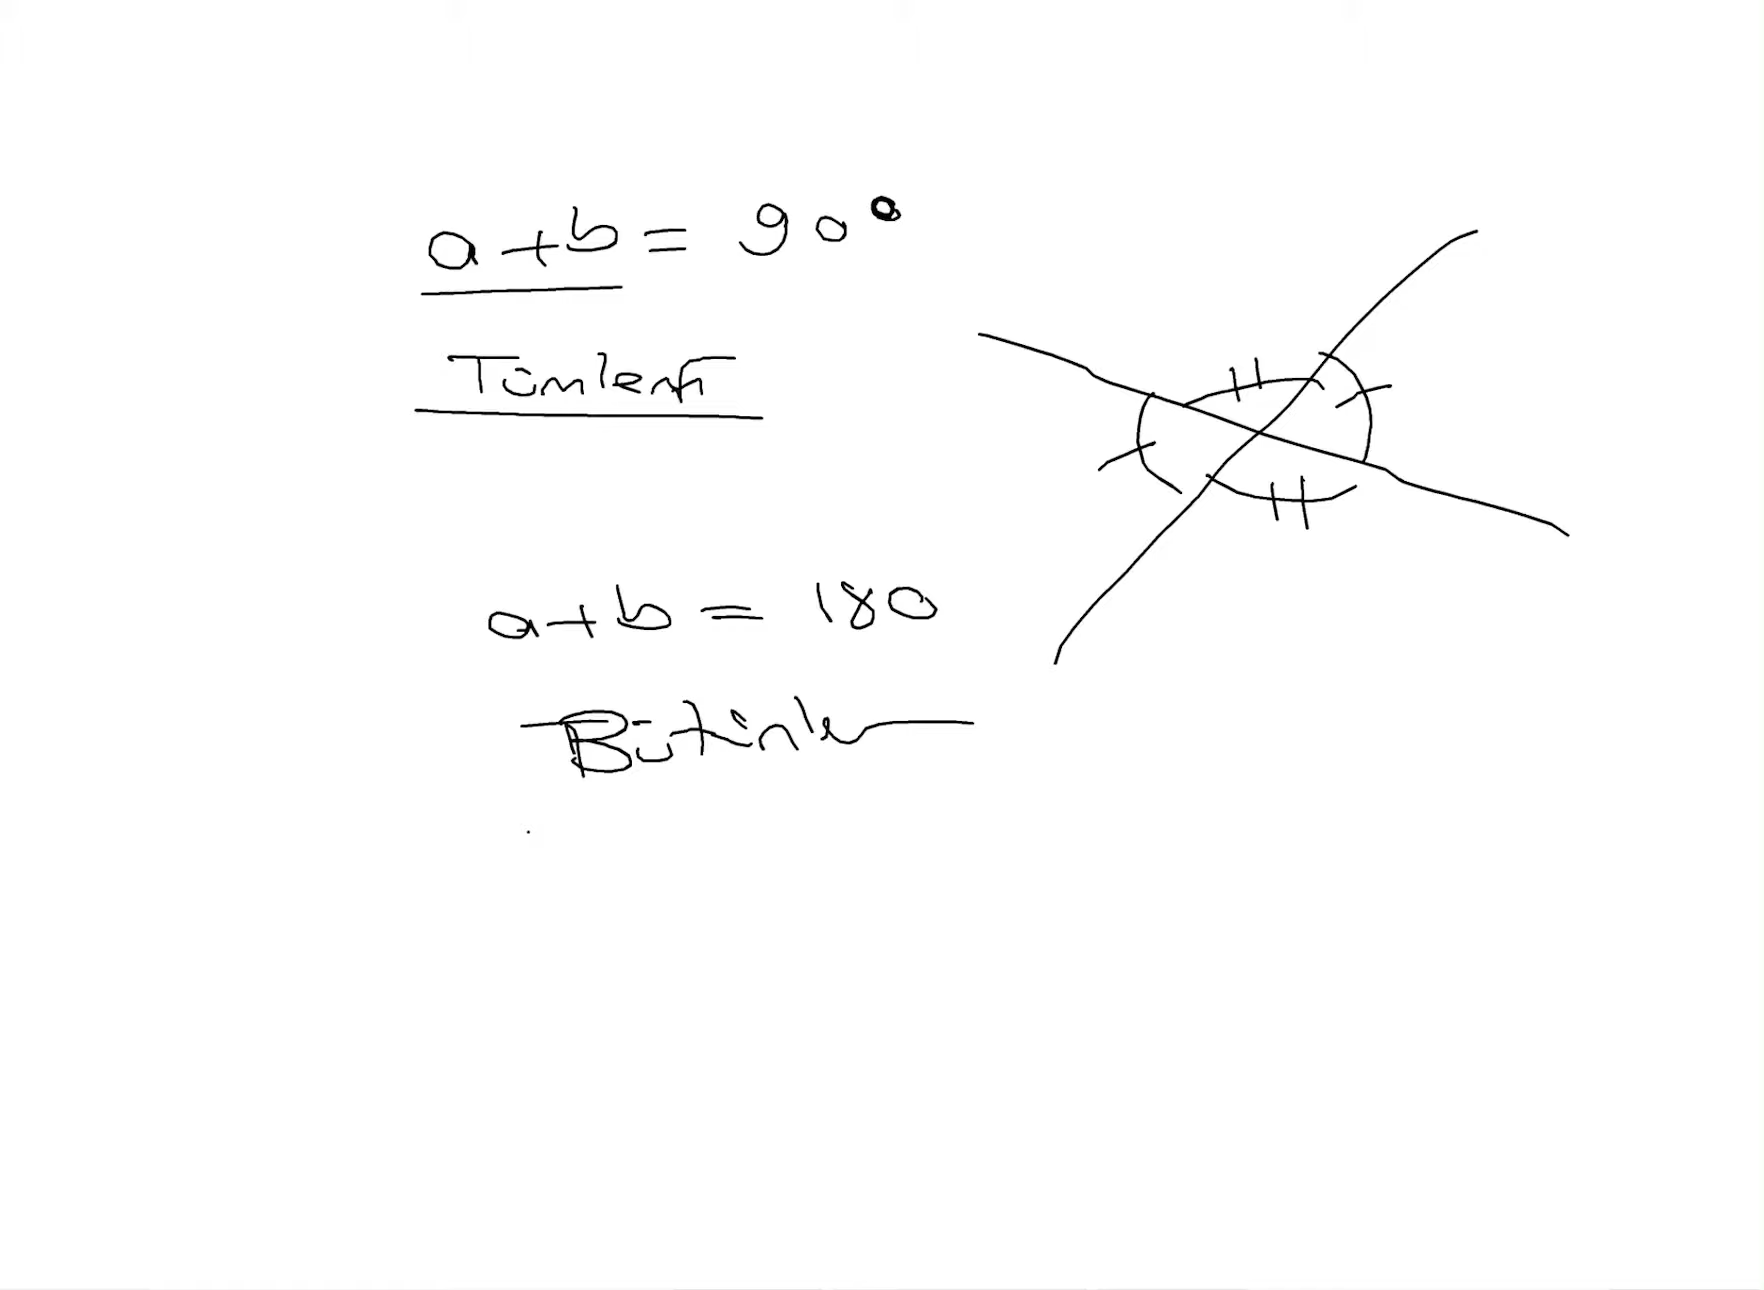 a+b = 90°
Tümler
a+b = 180
Bütünler